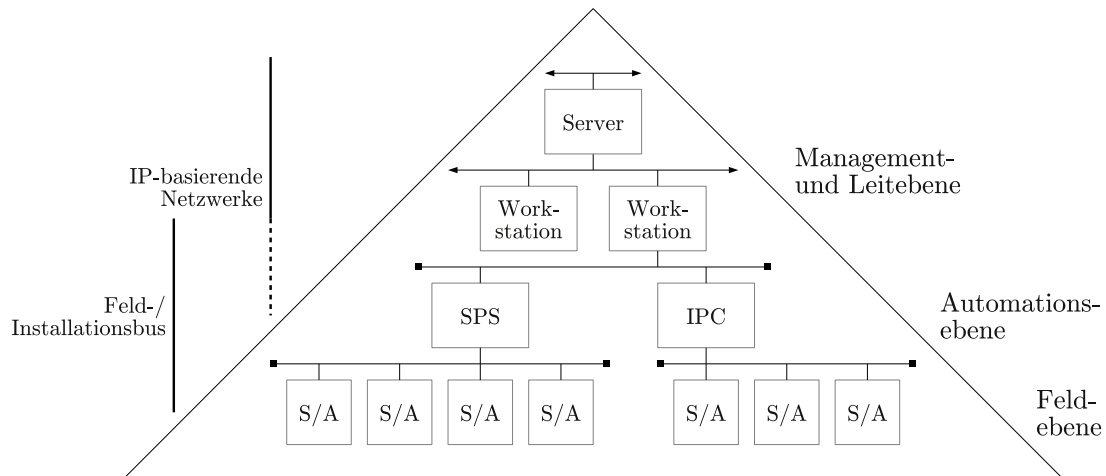 Server
Management-
und Leitebene
IP-basierende
Netzwerke
Work-
station
Work-
station
Feld-/
Installationsbus
SPS
IPC
Automations-
ebene
S/A
S/A
S/A
S/A
S/A
S/A
S/A
Feld-
ebene